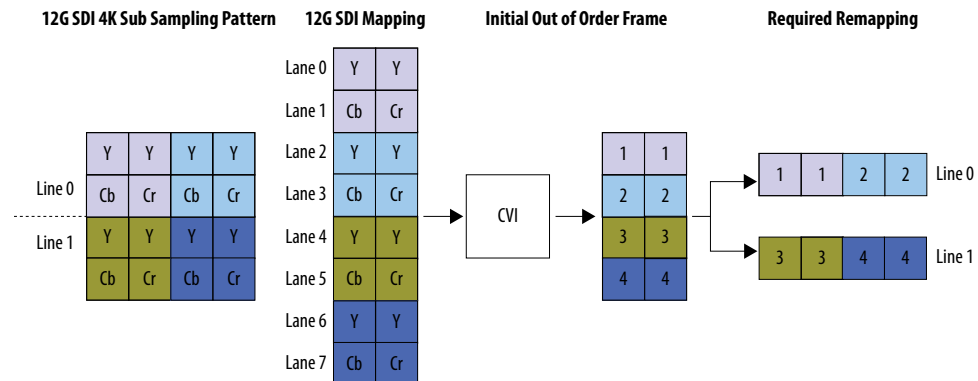 12G SDI 4K Sub Sampling Pattern
12G SDI Mapping
Initial Out of Order Frame
Required Remapping
Y Y Y Y
Line 0
Cb Cr Cb Cr
Line 1
Y Y Y Y
Cb Cr Cb Cr
Lane 0 Y Y
Lane 1 Cb Cr
Lane 2 Y Y
Lane 3 Cb Cr
Lane 4 Y Y
Lane 5 Cb Cr
Lane 6 Y Y
Lane 7 Cb Cr
CVI
1 1
2 2
3 3
4 4
1 1 2 2 Line 0
3 3 4 4 Line 1